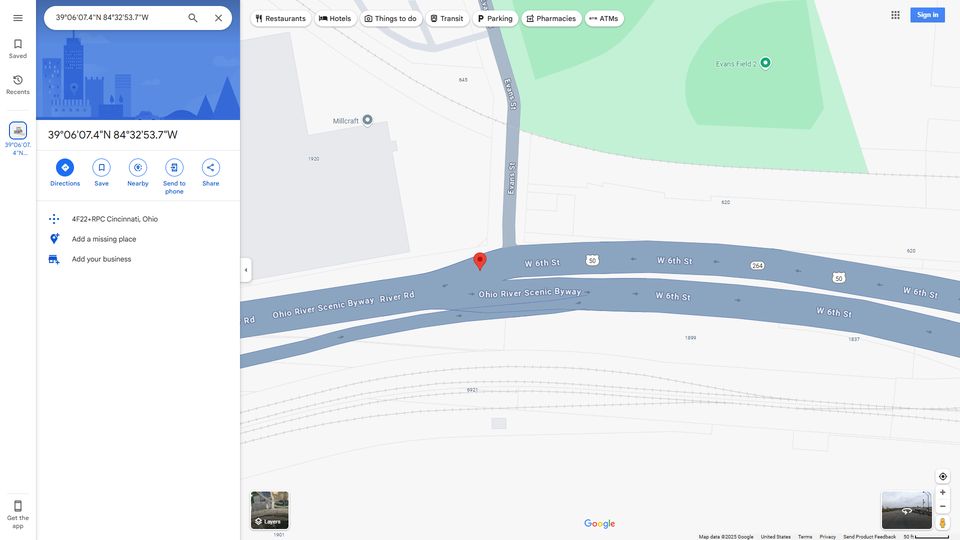 39°06'07.4"N 84°32'53.7"W
Restaurants
Hotels
Things to do
Transit
Parking
Pharmacies
ATMs
Sign in
Saved
Recents
39°06'07.
4"N...
Get the
app
39°06'07.4"N 84°32'53.7"W
Directions
Save
Nearby
Send to
phone
Share
4F22+RPC Cincinnati, Ohio
Add a missing place
Add your business
Evans St
Evans Field 2
645
Millcraft
1920
Evans St
620
620
W 6th St
50
W 6th St
264
50
W 6th St
Ohio River Scenic Byway
River Rd
Rd
Ohio River Scenic Byway
W 6th St
W 6th St
1899
1837
6921
Layers
1901
Google
Map data ©2025 Google
United States
Terms
Privacy
Send Product Feedback
50 ft